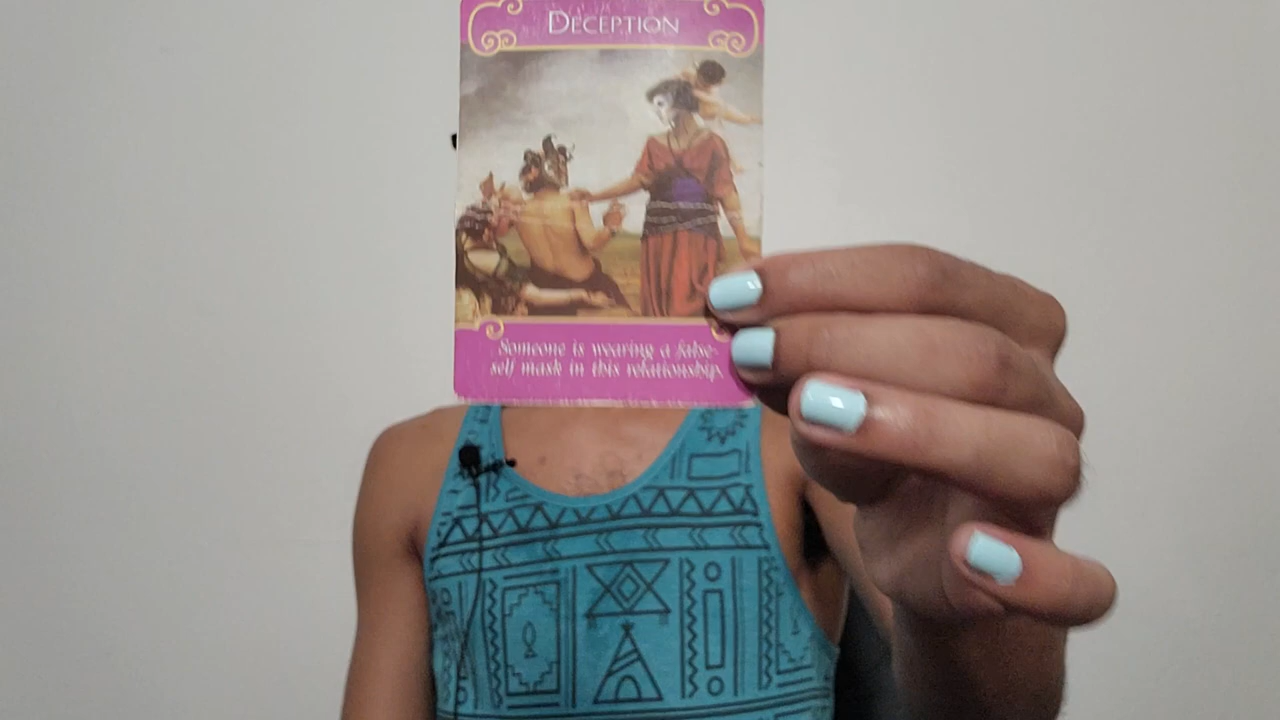 DECEPTION
Someone is wearing a false-
self mask in this relationship.